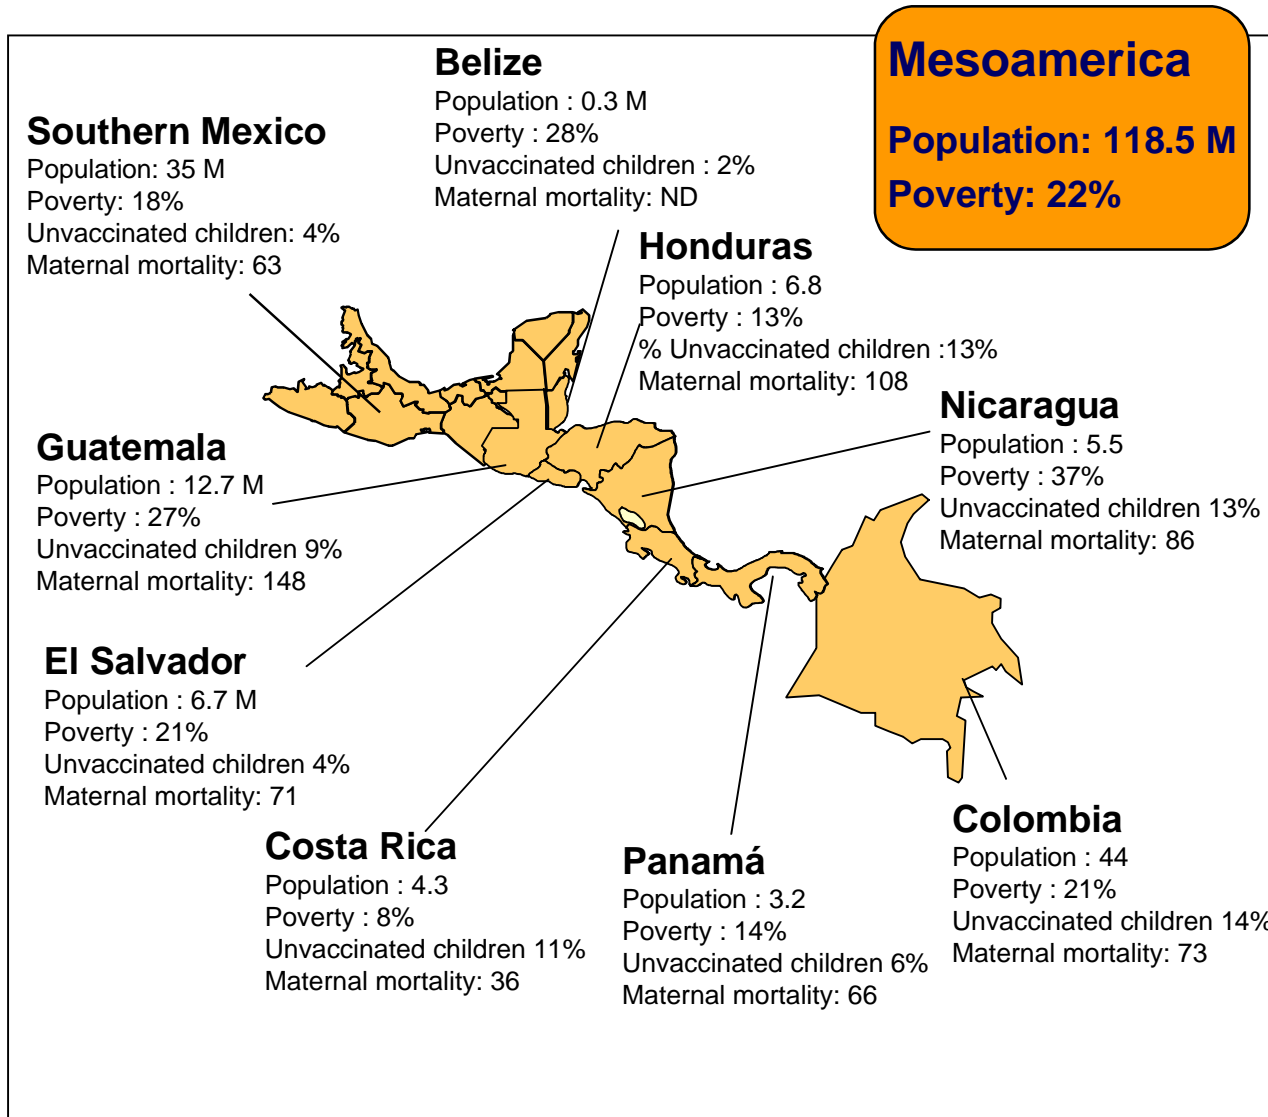 Mesoamerica
Population: 118.5 M
Poverty: 22%
Belize
Population : 0.3 M
Poverty : 28%
Unvaccinated children : 2%
Maternal mortality: ND
Southern Mexico
Population: 35 M
Poverty: 18%
Unvaccinated children: 4%
Maternal mortality: 63
Honduras
Population : 6.8
Poverty : 13%
% Unvaccinated children :13%
Maternal mortality: 108
Nicaragua
Population : 5.5
Poverty : 37%
Unvaccinated children 13%
Maternal mortality: 86
Guatemala
Population : 12.7 M
Poverty : 27%
Unvaccinated children 9%
Maternal mortality: 148
El Salvador
Population : 6.7 M
Poverty : 21%
Unvaccinated children 4%
Maternal mortality: 71
Costa Rica
Population : 4.3
Poverty : 8%
Unvaccinated children 11%
Maternal mortality: 36
Panamá
Population : 3.2
Poverty : 14%
Unvaccinated children 6%
Maternal mortality: 66
Colombia
Population : 44
Poverty : 21%
Unvaccinated children 14%
Maternal mortality: 73